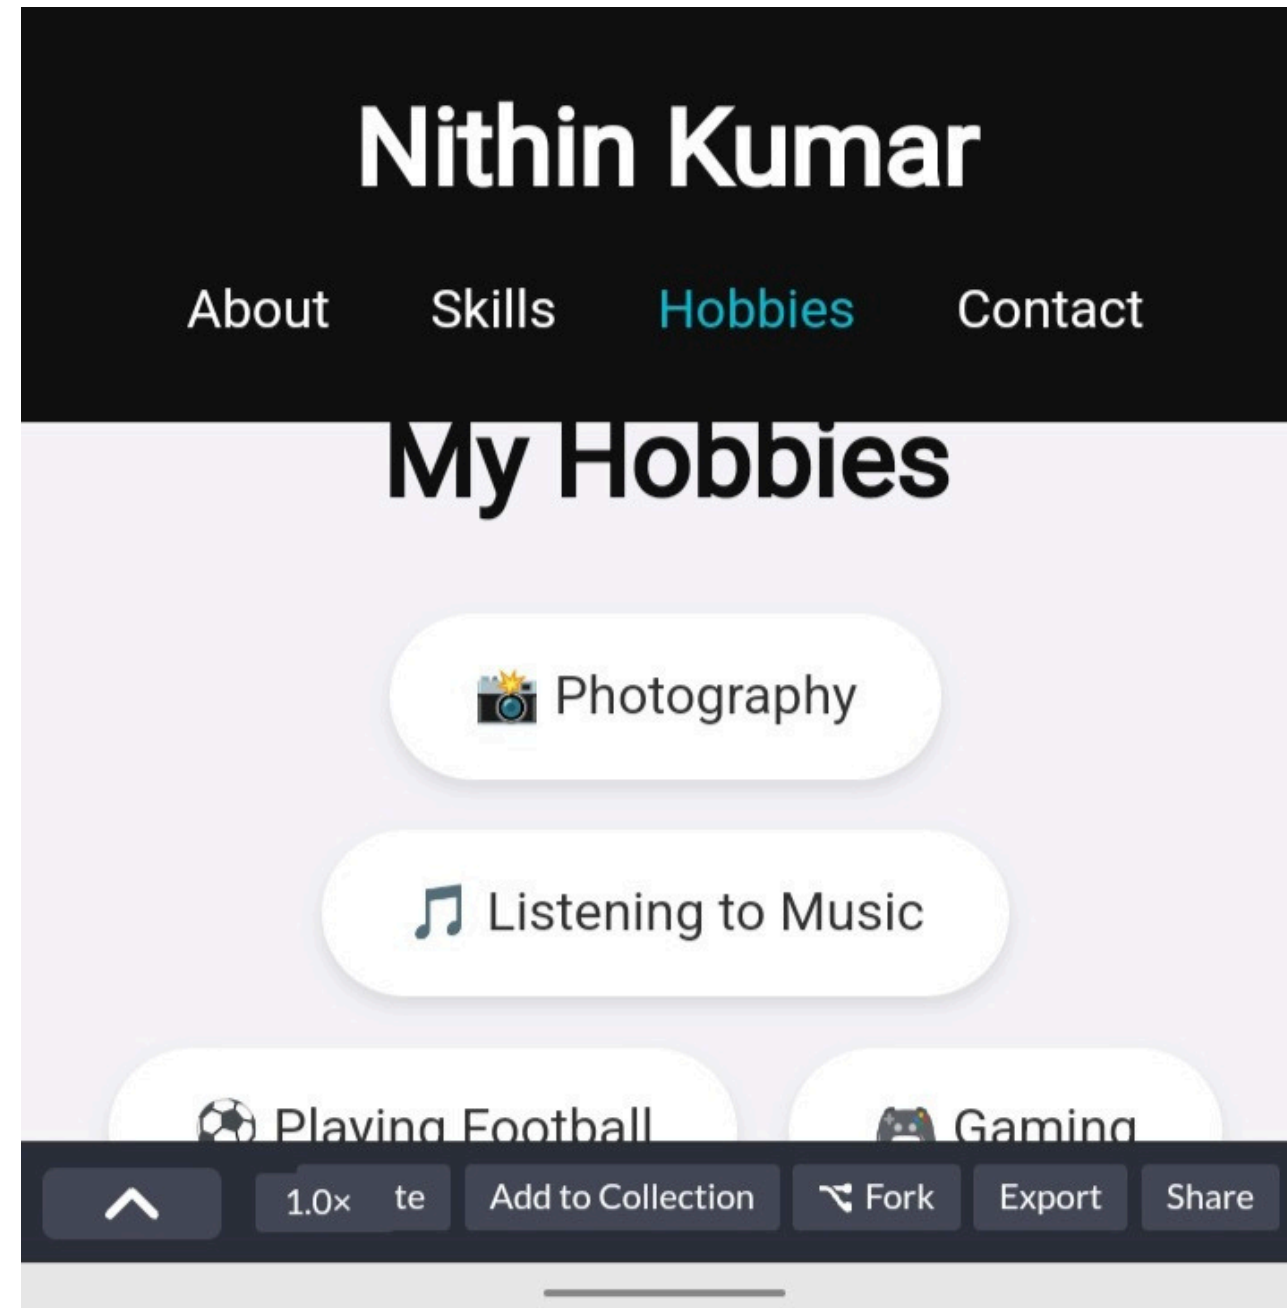 Nithin Kumar
About Skills Hobbies Contact
My Hobbies
Photography
Listening to Music
Playing Football Gaming
1.0× te Add to Collection Fork Export Share